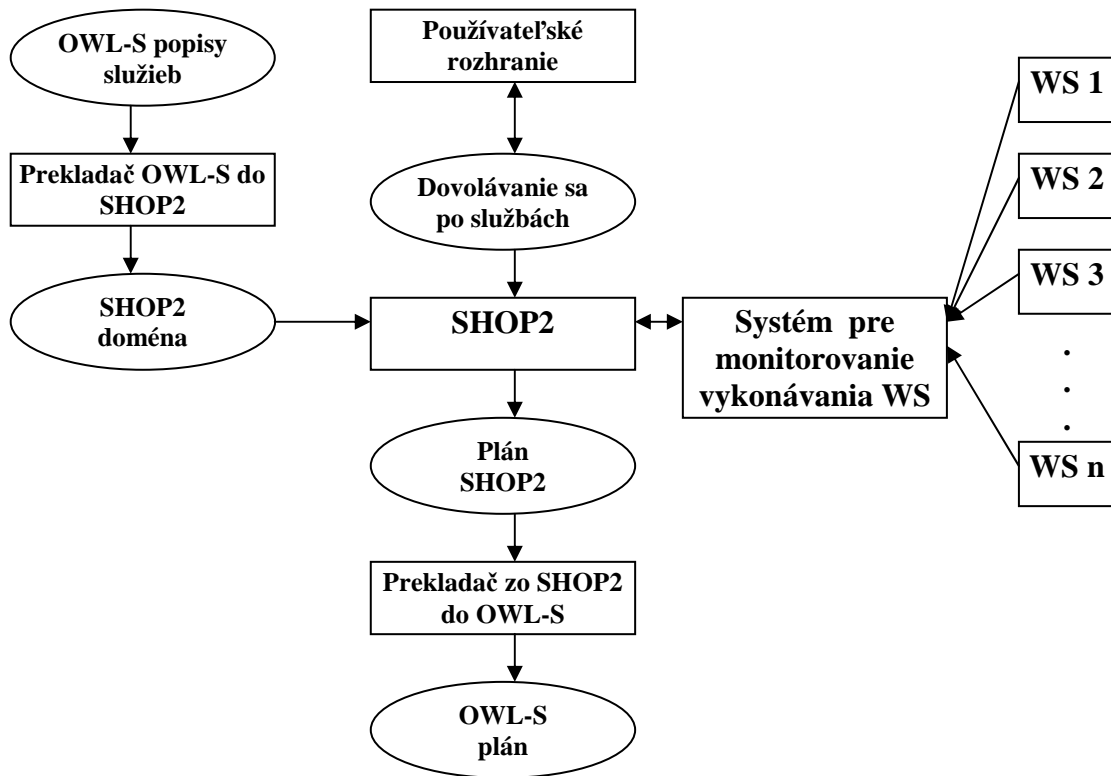 OWL-S popisy
služieb
Prekladač OWL-S do
SHOP2
SHOP2
doména
Používateľské
rozhranie
Dovolávanie sa
po službách
SHOP2
Plán
SHOP2
Prekladač zo SHOP2
do OWL-S
OWL-S
plán
Systém pre
monitorovanie
vykonávania WS
WS 1
WS 2
WS 3
.
.
.
WS n